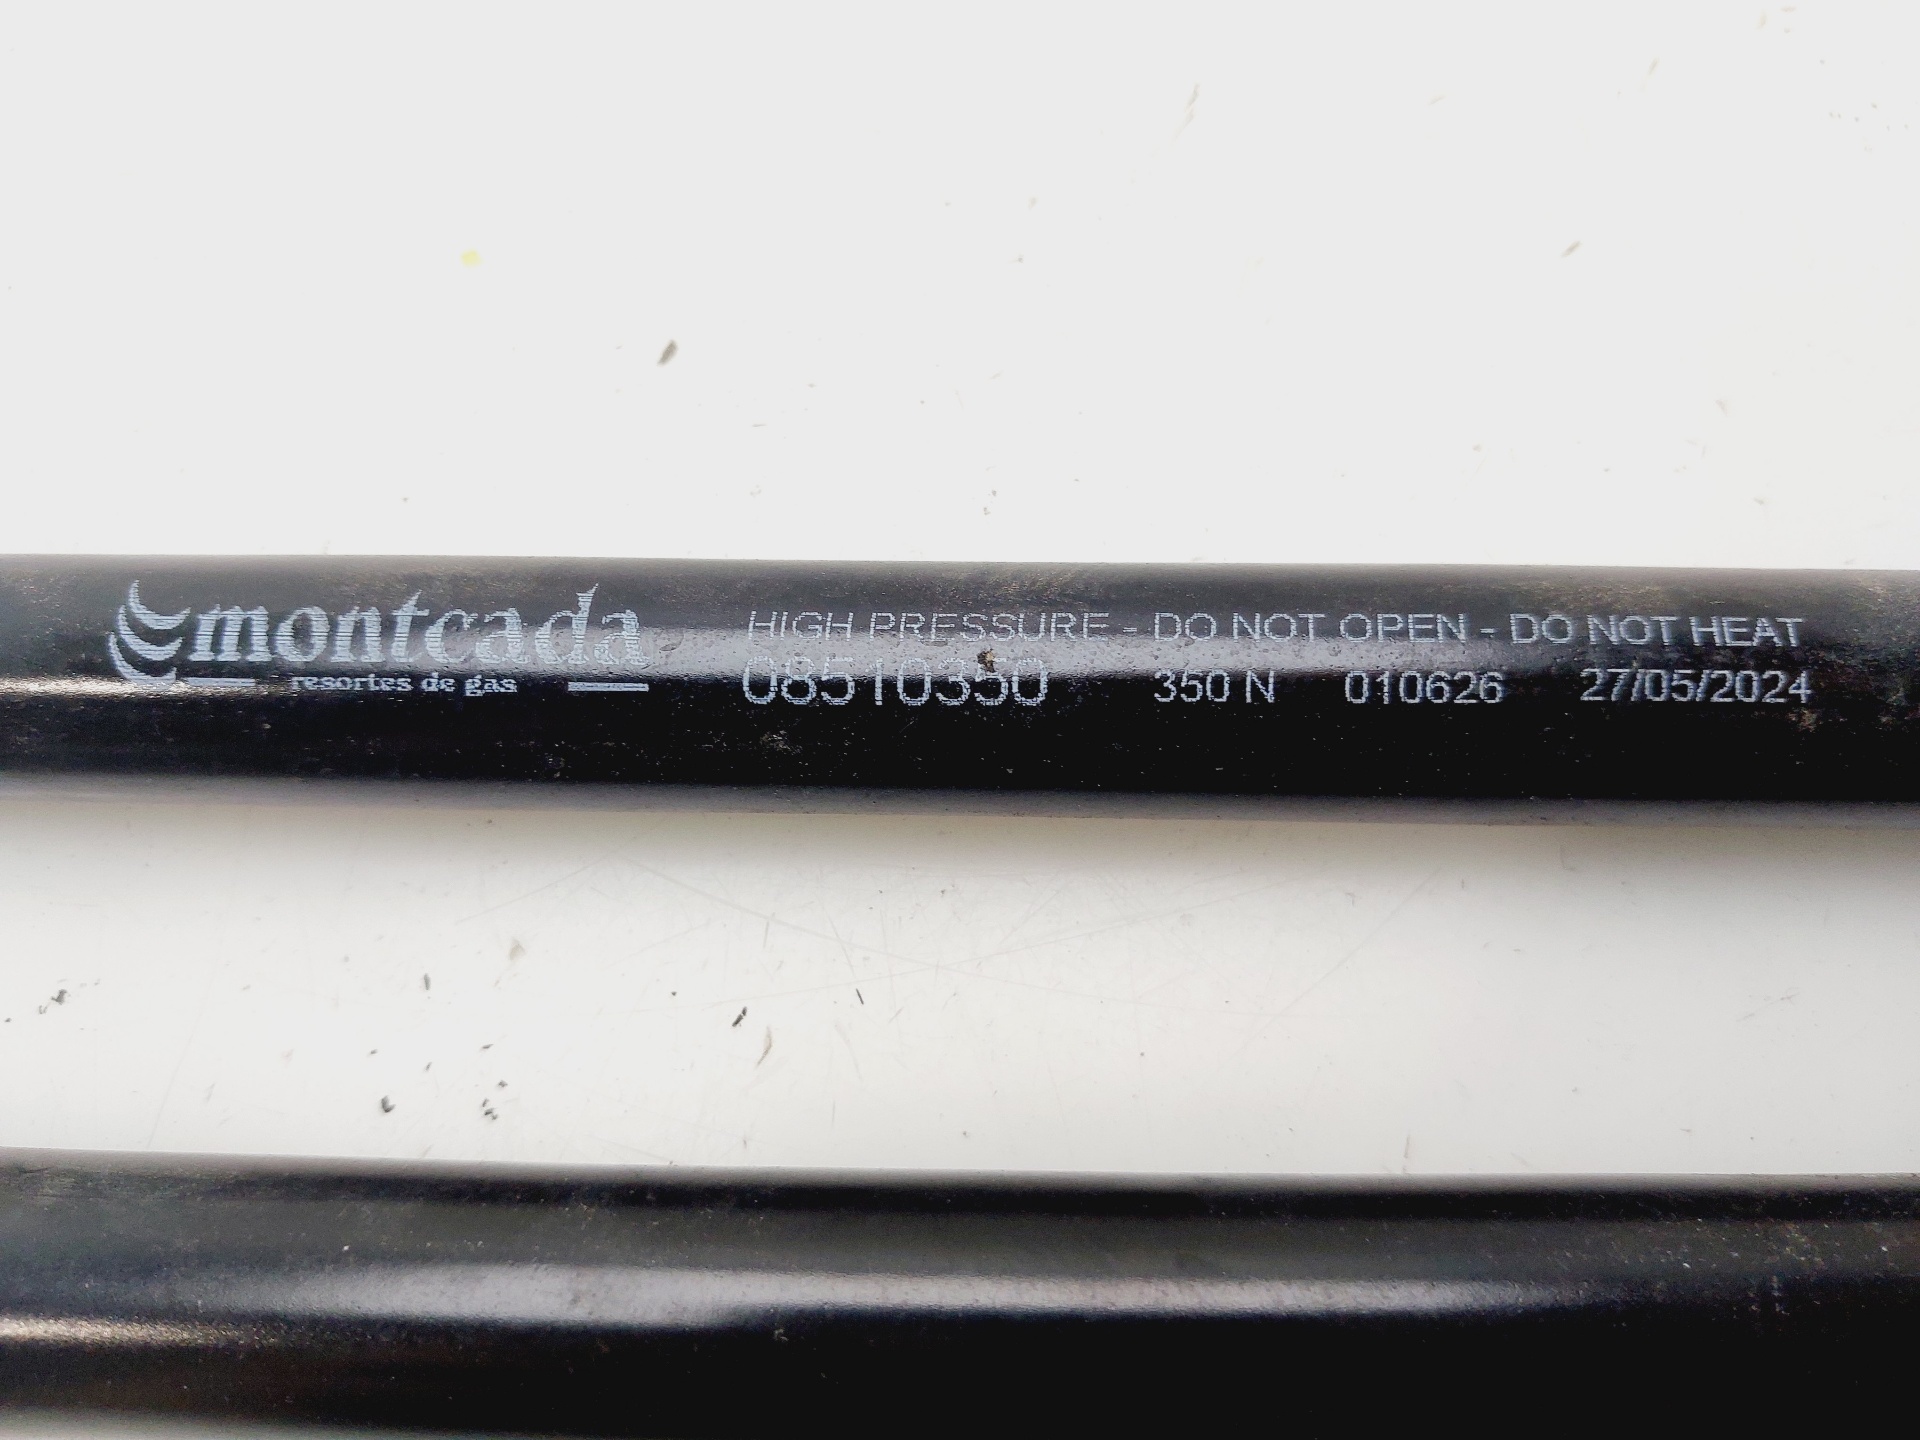 montcada
resortes de gas
HIGH PRESSURE - DO NOT OPEN - DO NOT HEAT
08510350 350 N 010626 27/05/2024